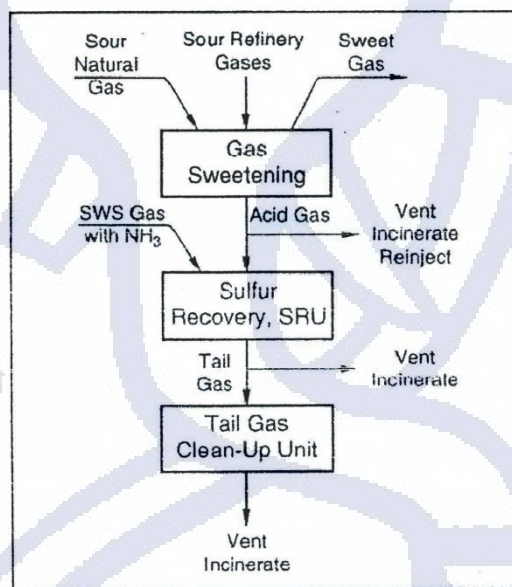 Sour
Natural
Gas
Sour Refinery
Gases
Sweet
Gas
Gas
Sweetening
SWS Gas
with NH₃
Acid Gas
Vent
Incinerate
Reinject
Sulfur
Recovery, SRU
Tail
Gas
Vent
Incinerate
Tail Gas
Clean-Up Unit
Vent
Incinerate